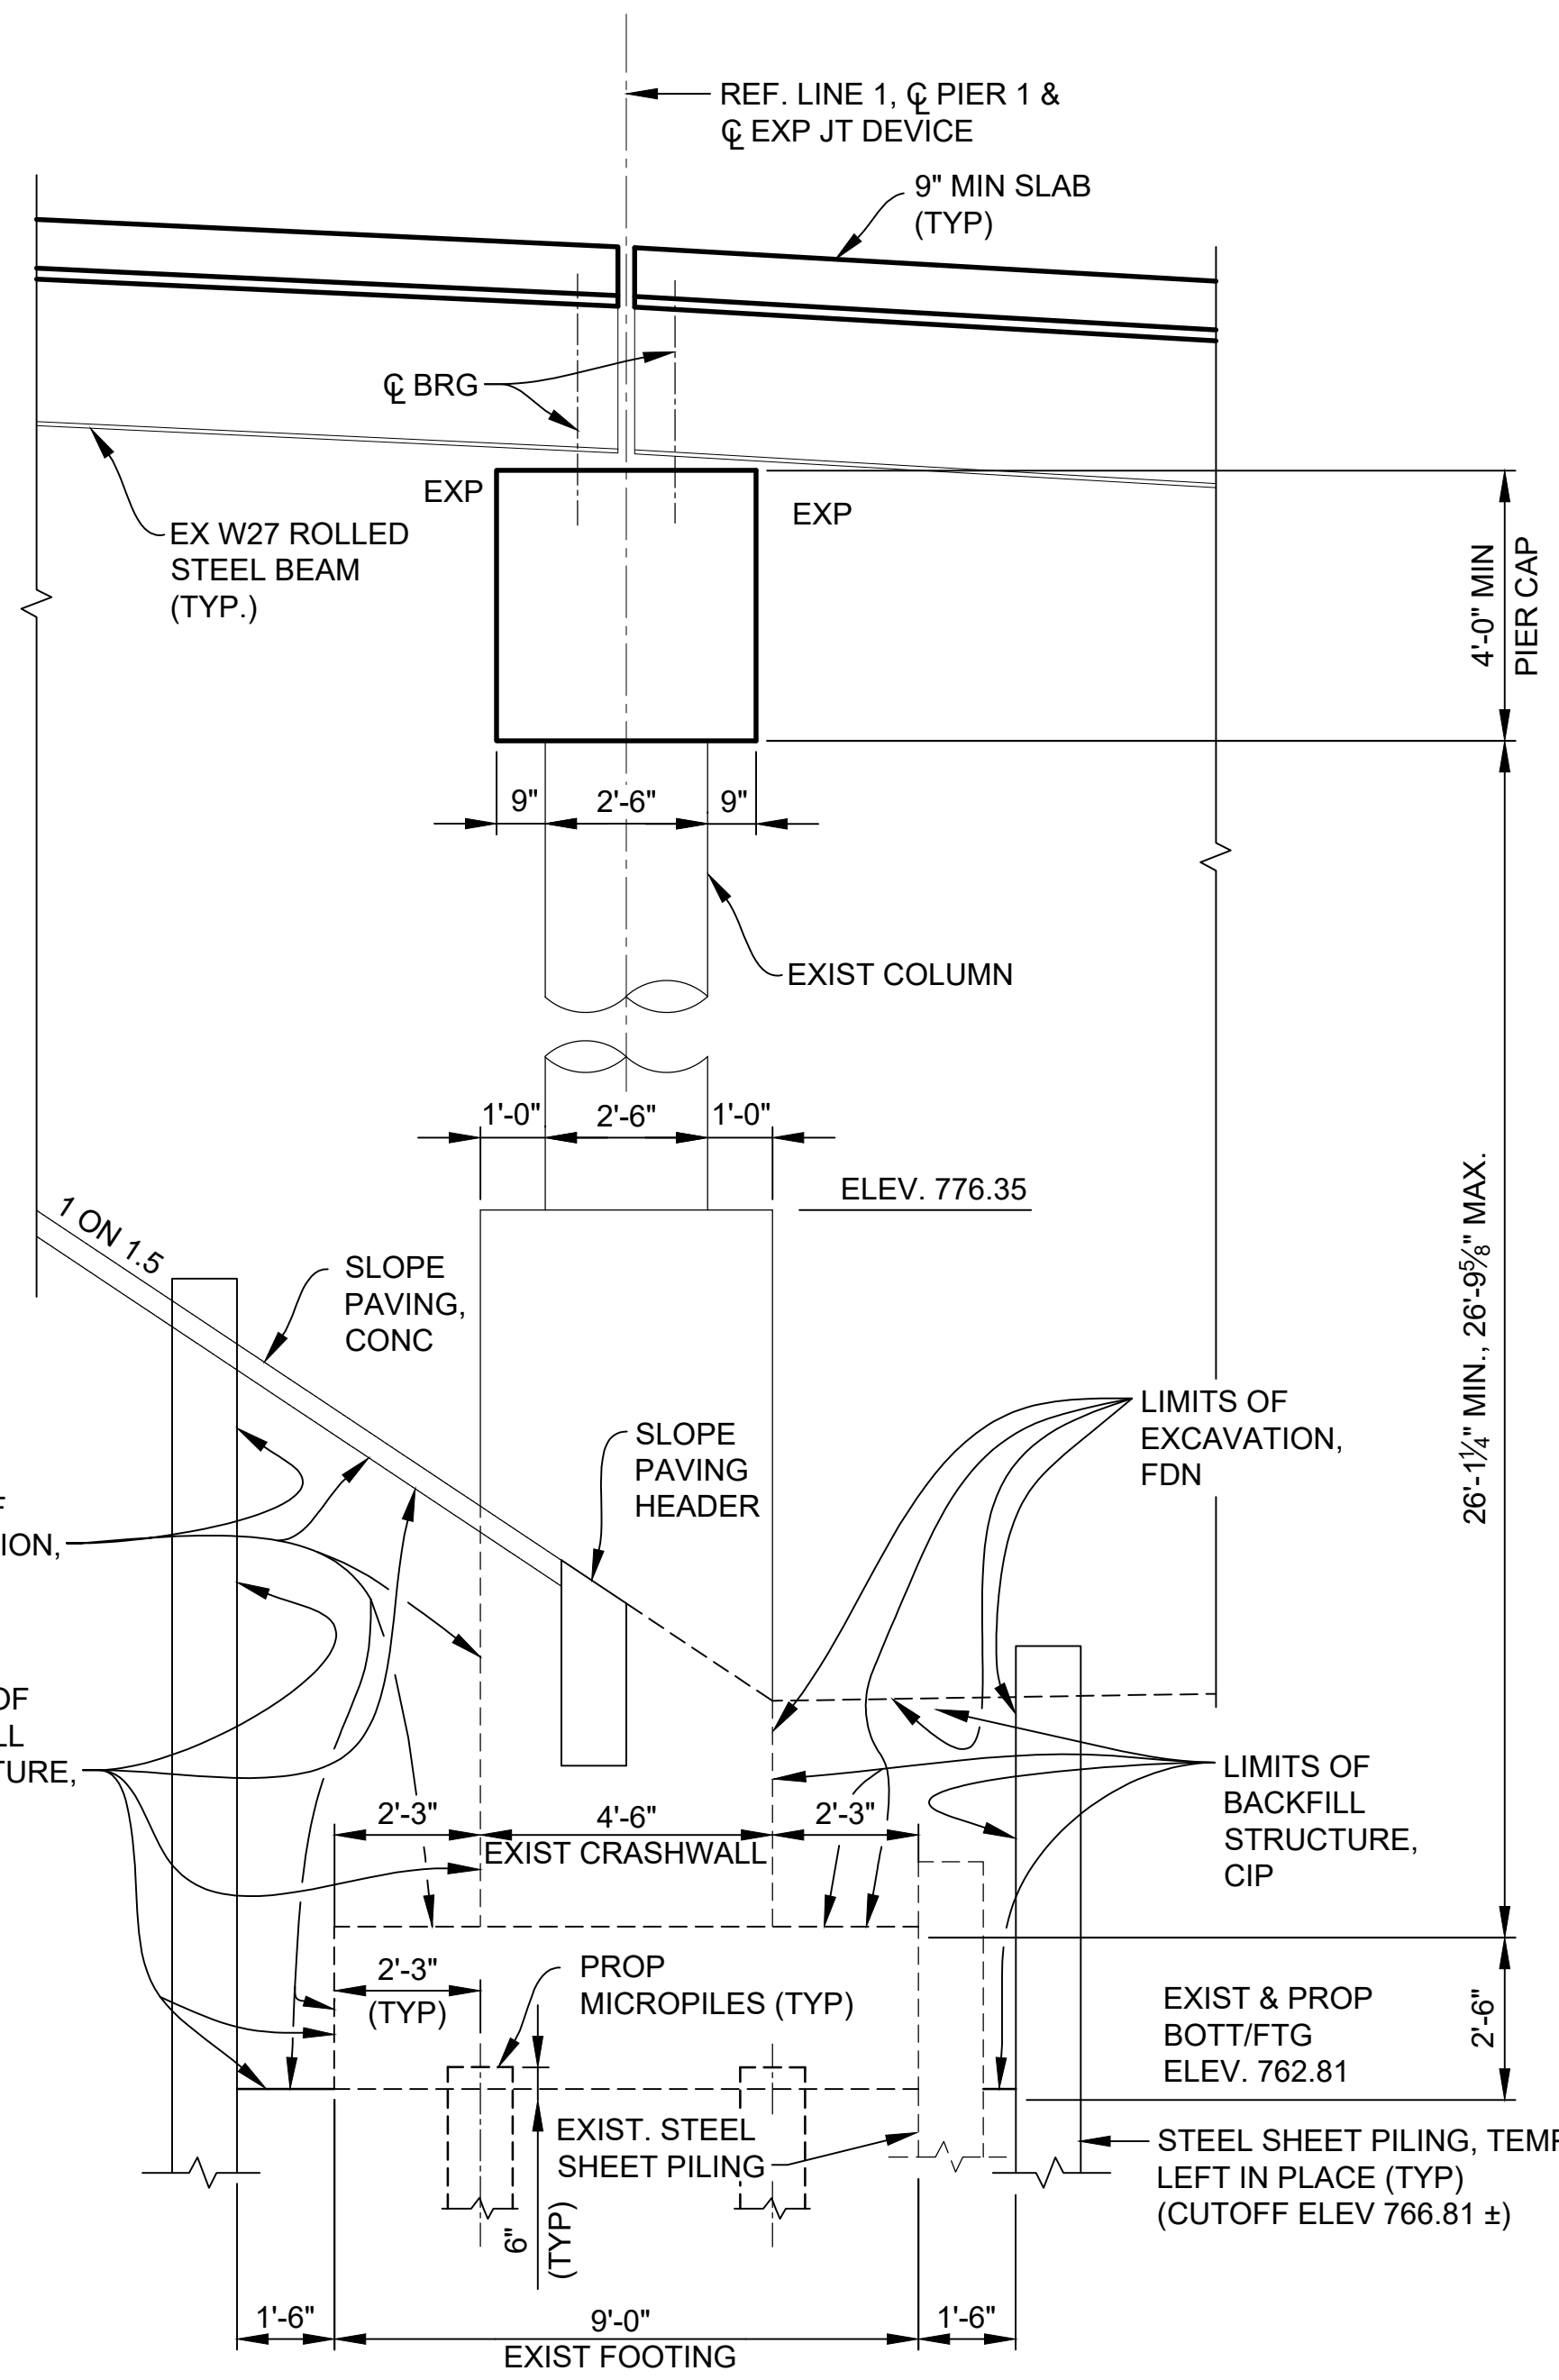 REF. LINE 1, ℄ PIER 1 &
℄ EXP JT DEVICE
9" MIN SLAB
(TYP)
℄ BRG
EXP
EXP
EX W27 ROLLED
STEEL BEAM
(TYP.)
4'-0" MIN
PIER CAP
9"
2'-6"
9"
EXIST COLUMN
1'-0"
2'-6"
1'-0"
ELEV. 776.35
1 ON 1.5
SLOPE
PAVING,
CONC
26'-1¼" MIN., 26'-9⅝" MAX.
SLOPE
PAVING
HEADER
LIMITS OF
EXCAVATION,
FDN
ION,
OF
LL
TURE,
LIMITS OF
BACKFILL
STRUCTURE,
CIP
2'-3"
4'-6"
2'-3"
EXIST CRASHWALL
2'-3"
(TYP)
PROP
MICROPILES (TYP)
EXIST & PROP
BOTT/FTG
ELEV. 762.81
2'-6"
EXIST. STEEL
SHEET PILING
6"
(TYP)
STEEL SHEET PILING, TEMP
LEFT IN PLACE (TYP)
(CUTOFF ELEV 766.81 ±)
1'-6"
9'-0"
1'-6"
EXIST FOOTING